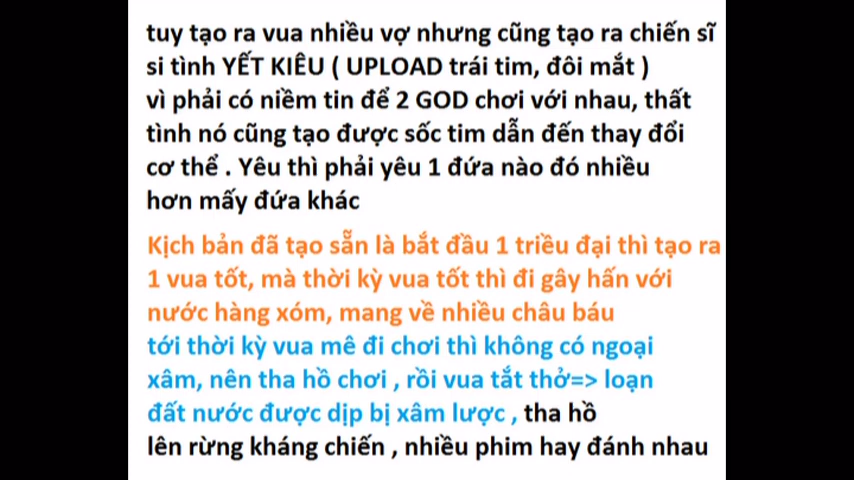 tuy tạo ra vua nhiều vợ nhưng cũng tạo ra chiến sĩ
si tình YẾT KIÊU ( UPLOAD trái tim, đôi mắt )
vì phải có niềm tin để 2 GOD chơi với nhau, thất
tình nó cũng tạo được sốc tim dẫn đến thay đổi
cơ thể . Yêu thì phải yêu 1 đứa nào đó nhiều
hơn mấy đứa khác
Kịch bản đã tạo sẵn là bắt đầu 1 triều đại thì tạo ra
1 vua tốt, mà thời kỳ vua tốt thì đi gây hấn với
nước hàng xóm, mang về nhiều châu báu
tới thời kỳ vua mê đi chơi thì không có ngoại
xâm, nên tha hồ chơi , rồi vua tắt thở=> loạn
đất nước được dịp bị xâm lược , tha hồ
lên rừng kháng chiến , nhiều phim hay đánh nhau